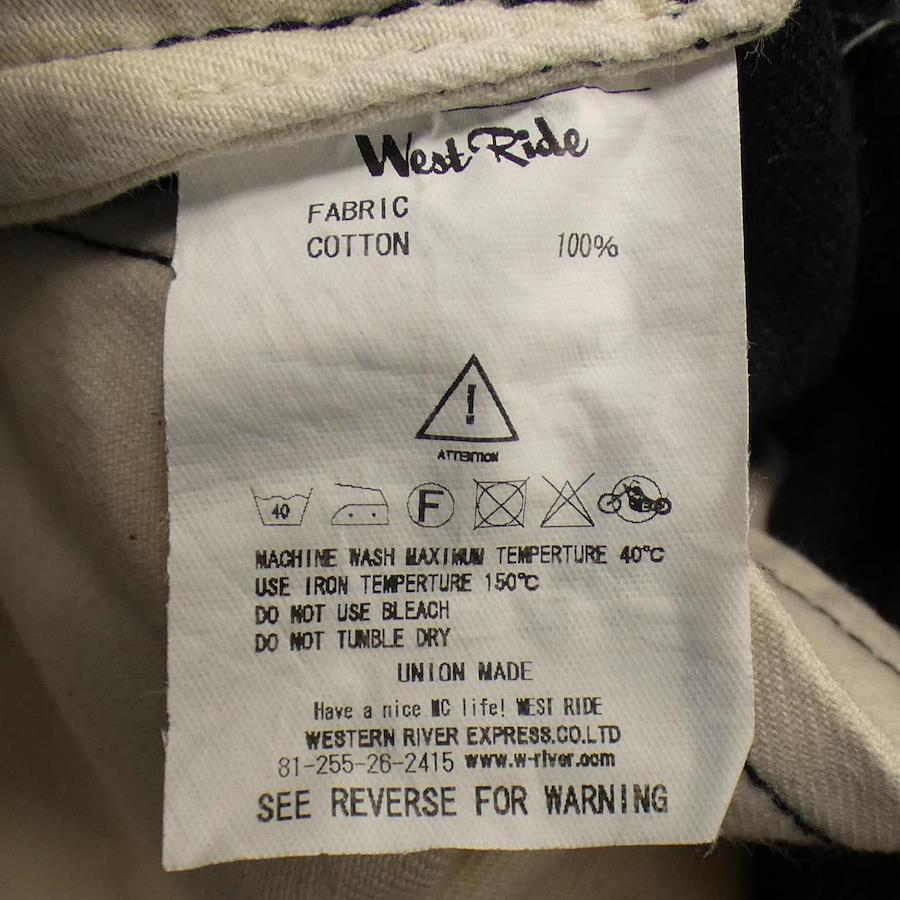 West Ride
FABRIC
COTTON 100%
!
ATTENTION
40 F
MACHINE WASH MAXIMUM TEMPERTURE 40°C
USE IRON TEMPERTURE 150°C
DO NOT USE BLEACH
DO NOT TUMBLE DRY
UNION MADE
Have a nice MC life! WEST RIDE
WESTERN RIVER EXPRESS.CO.LTD
81-255-26-2415 www.w-river.com
SEE REVERSE FOR WARNING